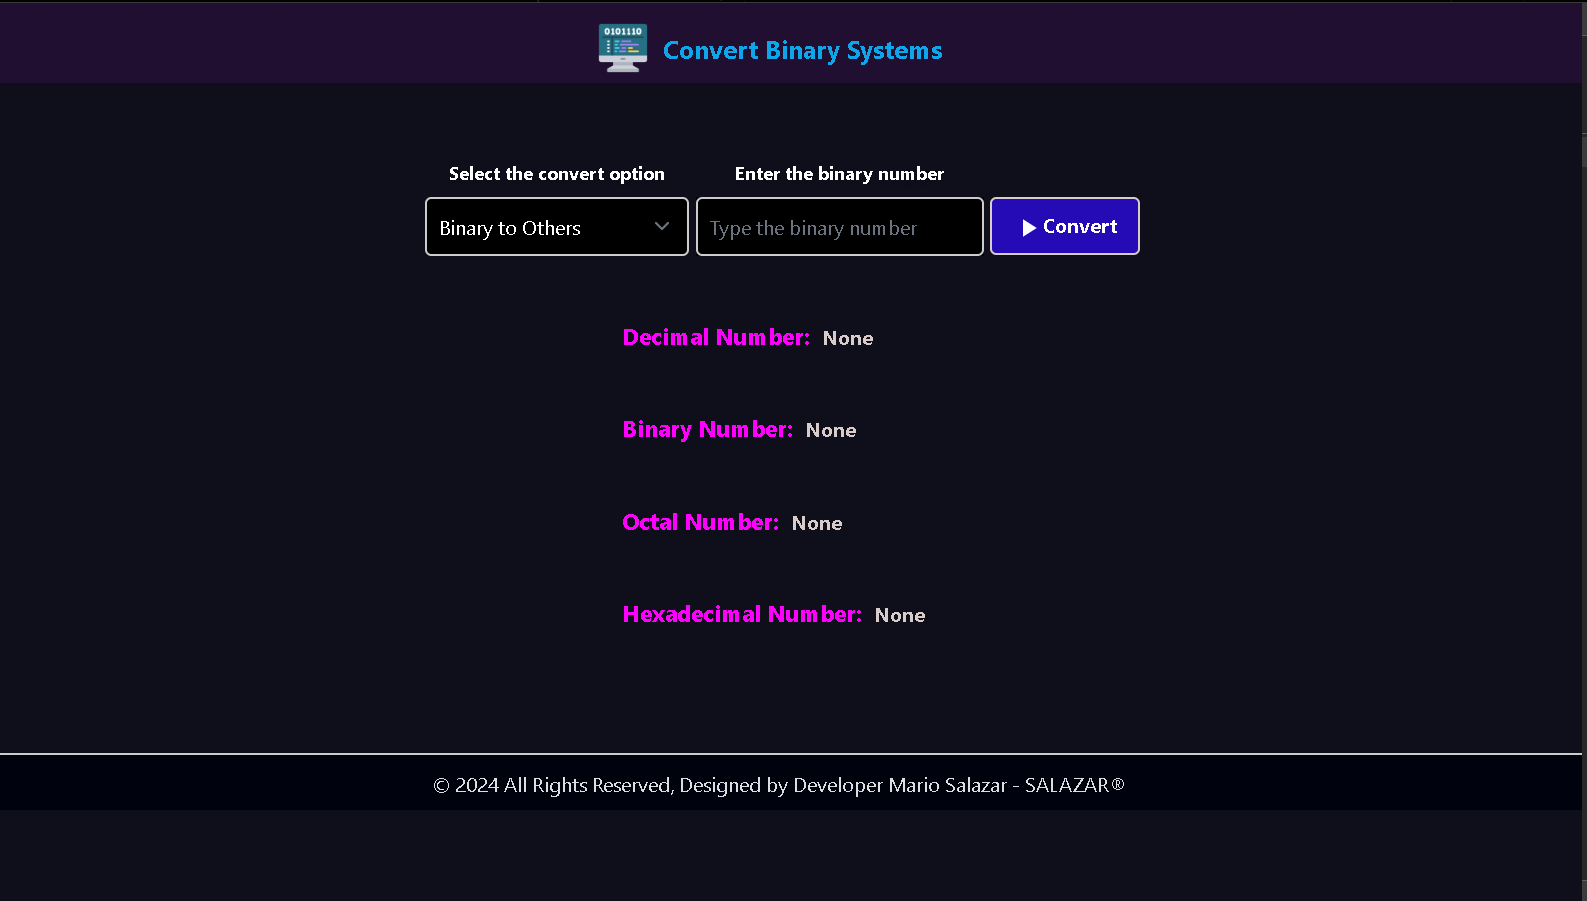 0101110
Convert Binary Systems
Select the convert option
Enter the binary number
Binary to Others
Type the binary number
Convert
Decimal Number: None
Binary Number: None
Octal Number: None
Hexadecimal Number: None
© 2024 All Rights Reserved, Designed by Developer Mario Salazar - SALAZAR®